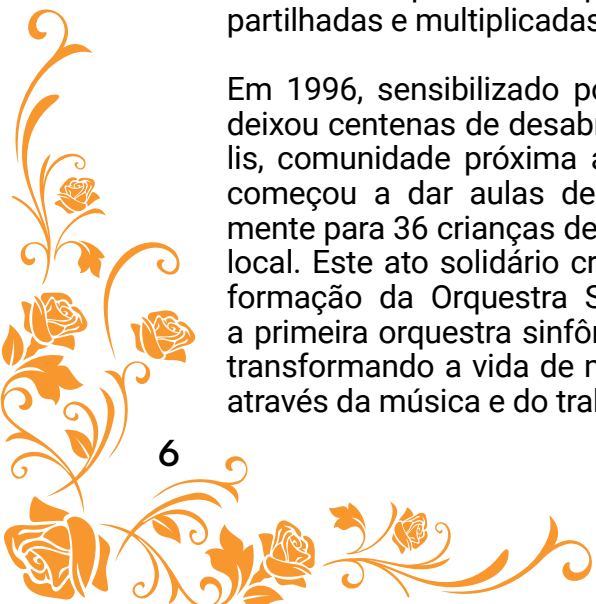 partilhadas e multiplicadas
Em 1996, sensibilizado po
deixou centenas de desabr
lis, comunidade próxima a
começou a dar aulas de
mente para 36 crianças de
local. Este ato solidário cr
formação da Orquestra S
a primeira orquestra sinfôn
transformando a vida de m
através da música e do tral
6